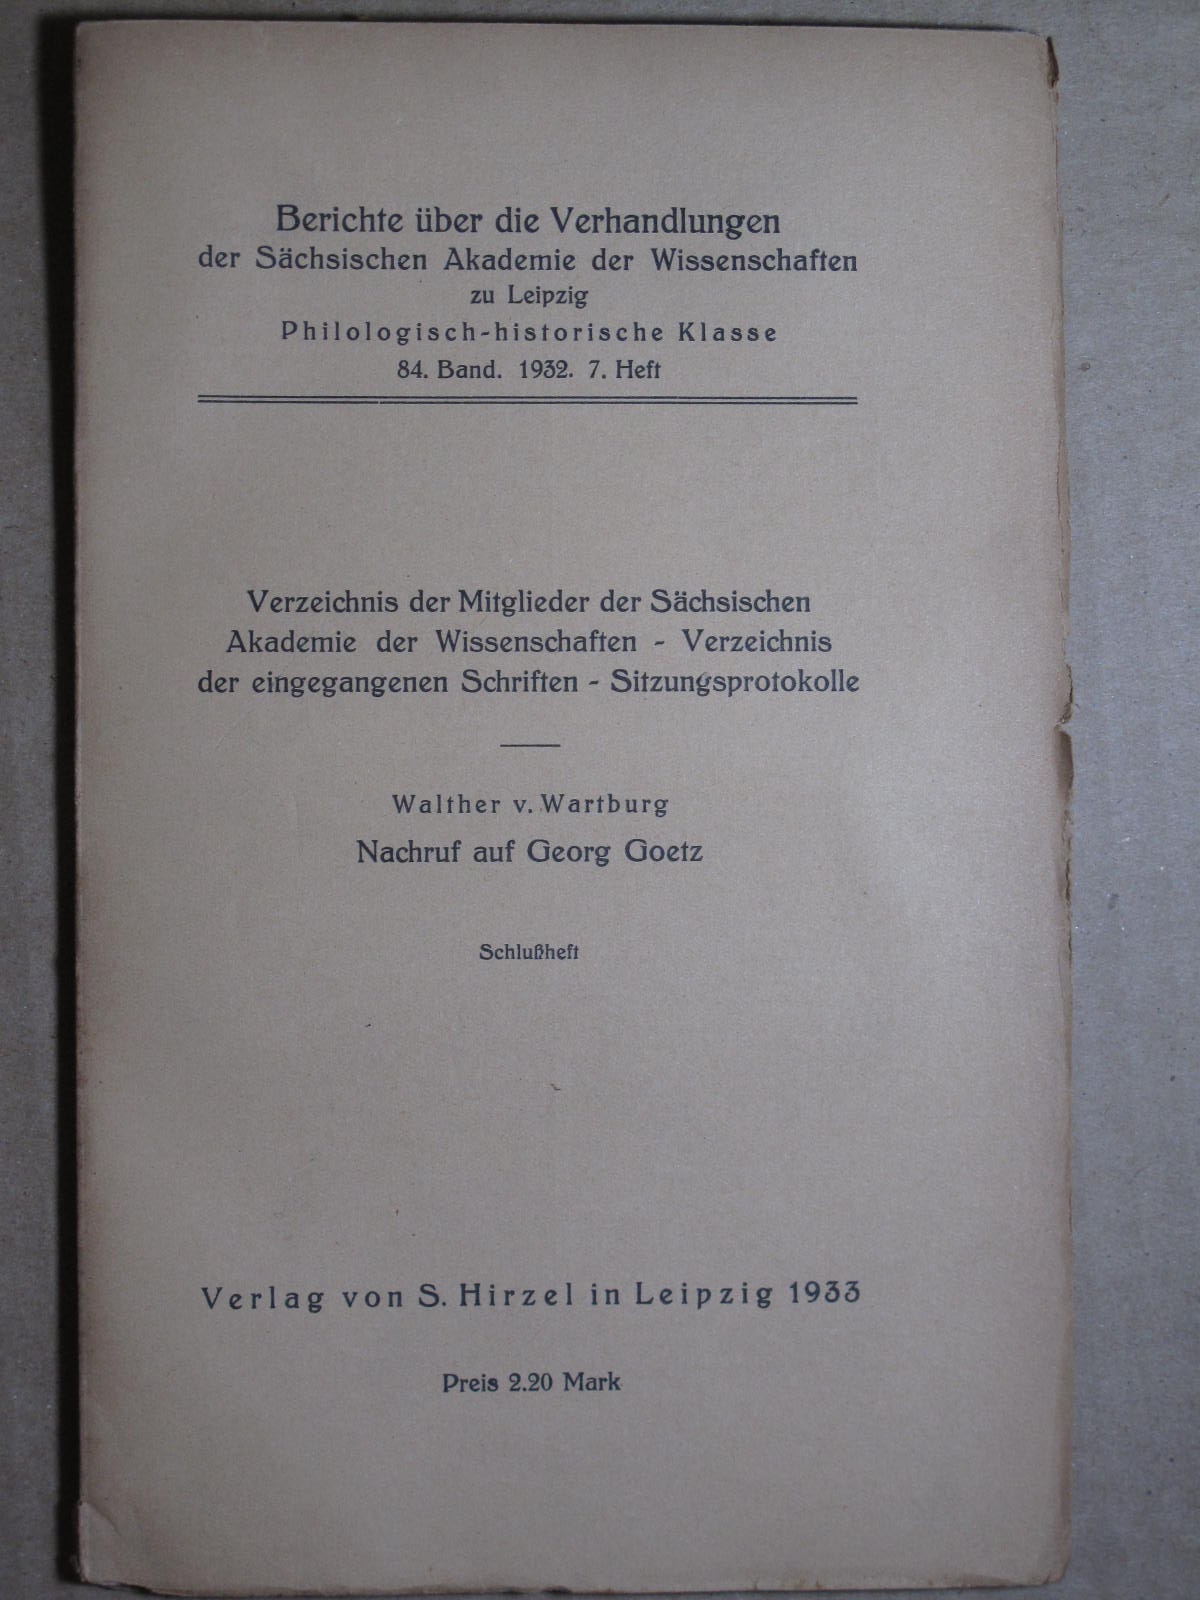 Berichte über die Verhandlungen
der Sächsischen Akademie der Wissenschaften
zu Leipzig
Philologisch-historische Klasse
84. Band. 1932. 7. Heft
Verzeichnis der Mitglieder der Sächsischen
Akademie der Wissenschaften - Verzeichnis
der eingegangenen Schriften - Sitzungsprotokolle
Walther v. Wartburg
Nachruf auf Georg Goetz
Schlußheft
Verlag von S. Hirzel in Leipzig 1933
Preis 2.20 Mark